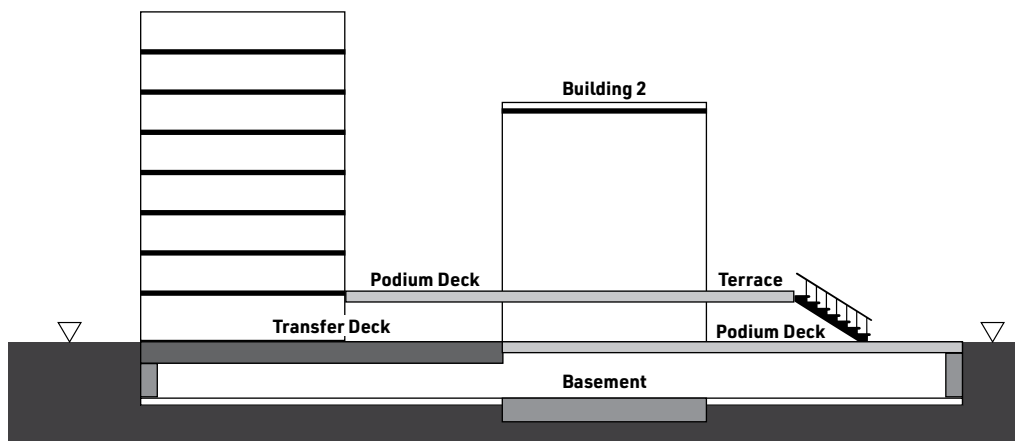 Building 2
Podium Deck
Terrace
Transfer Deck
Podium Deck
Basement